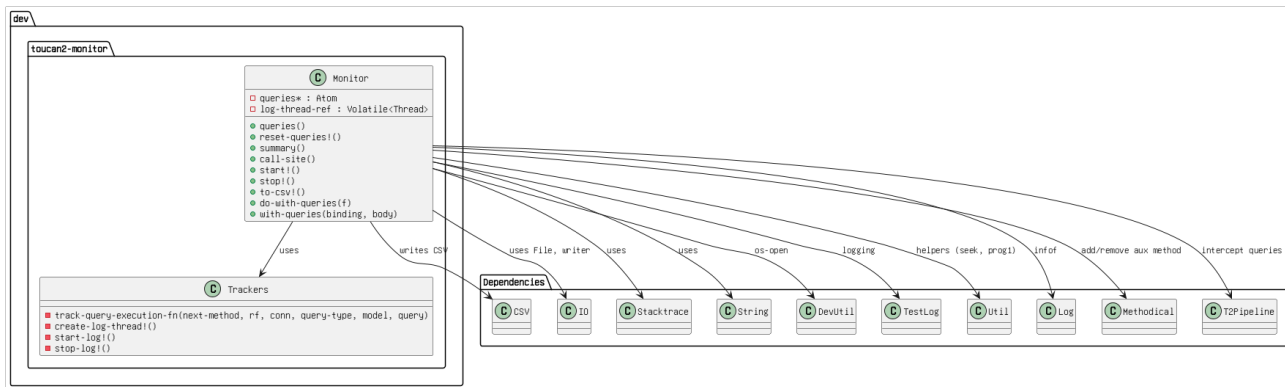 dev
toucan2-monitor
C Monitor
queries* : Atom
log-thread-ref : Volatile<Thread>
queries()
reset-queries!()
summary()
call-site()
start!()
stop!()
to-csv!()
do-with-queries(f)
with-queries(binding, body)
uses
writes CSV
uses File, writer
uses
uses
os-open
logging
helpers (seek, prog1)
infof
add/remove aux method
intercept queries
C Trackers
track-query-execution-fn(next-method, rf, conn, query-type, model, query)
create-log-thread!()
start-log!()
stop-log!()
Dependencies
C CSV
C IO
C Stacktrace
C String
C DevUtil
C TestLog
C Util
C Log
C Methodical
C T2Pipeline